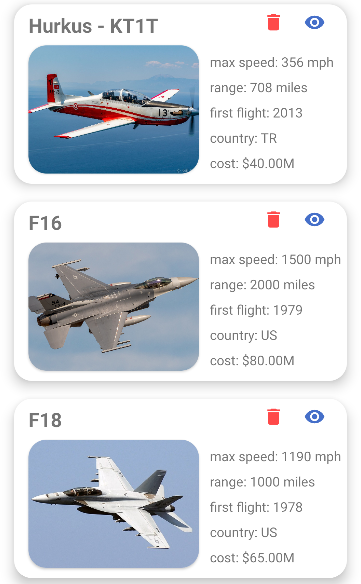 Hurkus - KT1T
max speed: 356 mph
range: 708 miles
first flight: 2013
country: TR
cost: $40.00M
F16
max speed: 1500 mph
range: 2000 miles
first flight: 1979
country: US
cost: $80.00M
F18
max speed: 1190 mph
range: 1000 miles
first flight: 1978
country: US
cost: $65.00M